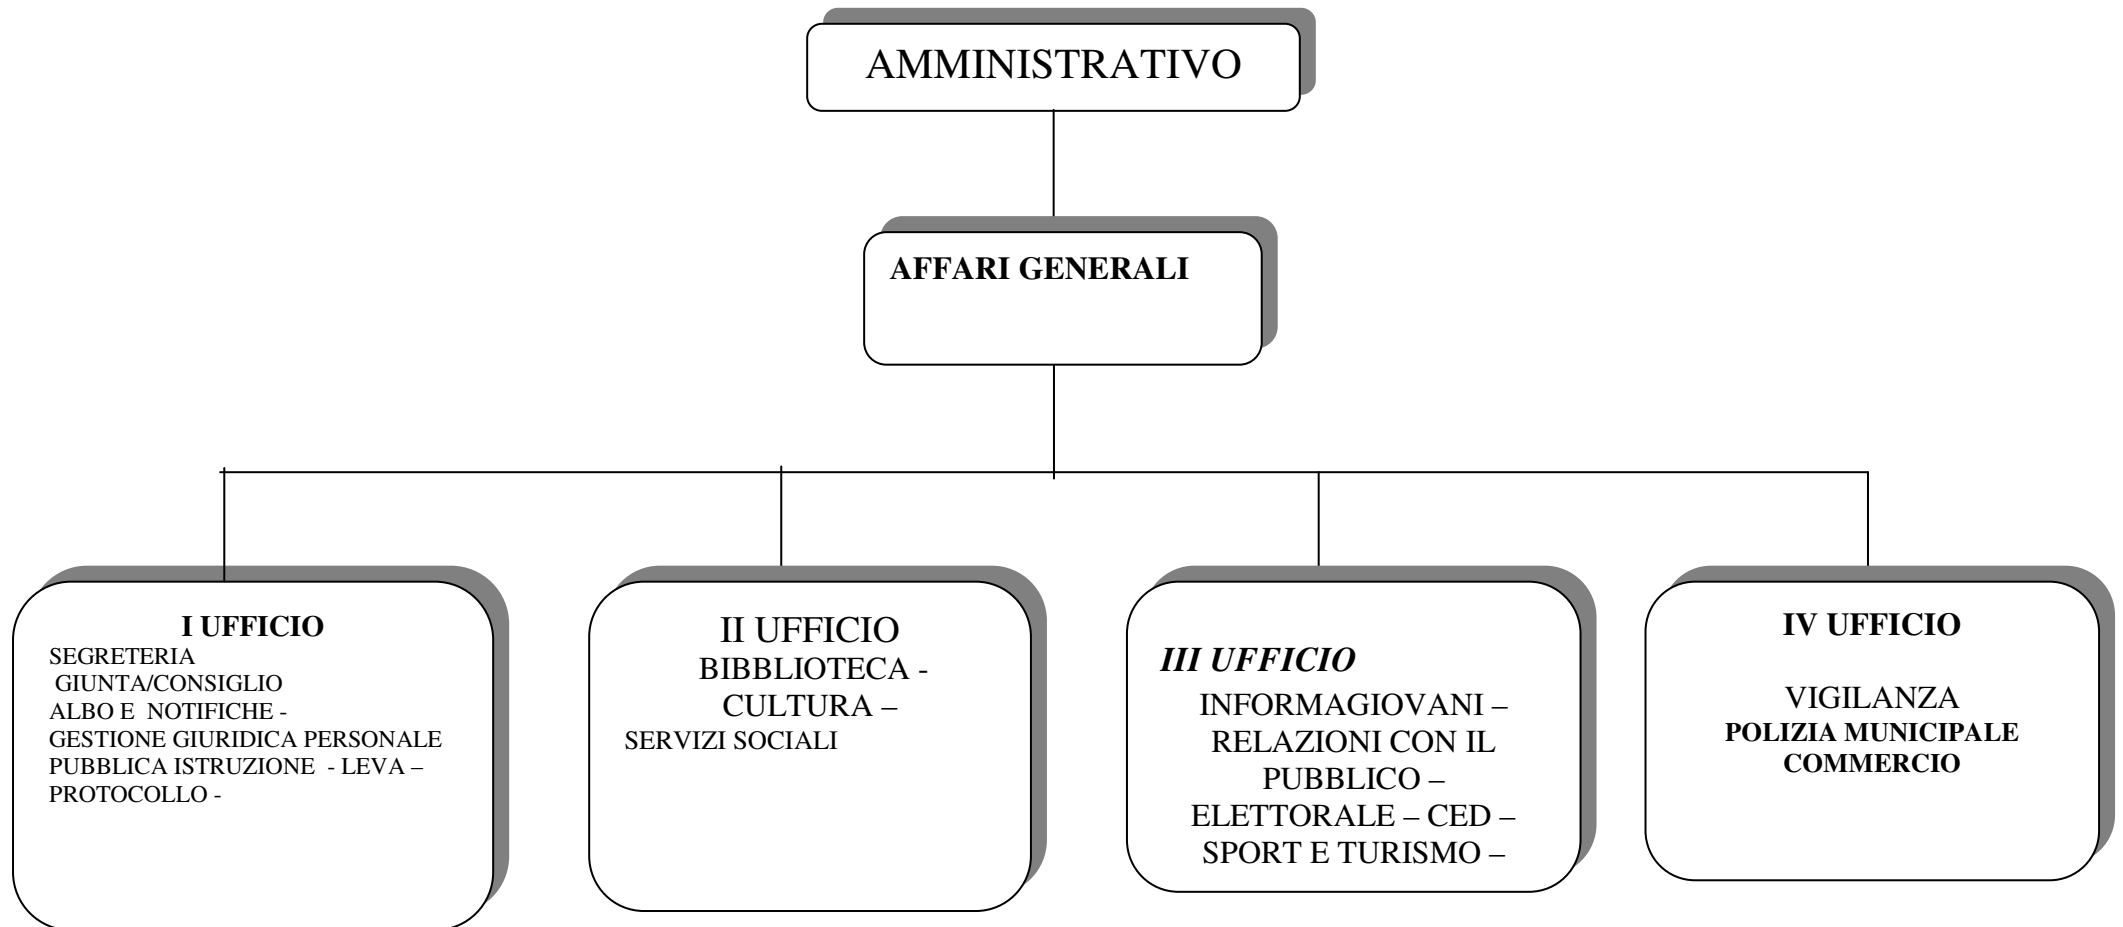 AMMINISTRATIVO
AFFARI GENERALI
I UFFICIO
SEGRETERIA
GIUNTA/CONSIGLIO
ALBO E NOTIFICHE -
GESTIONE GIURIDICA PERSONALE
PUBBLICA ISTRUZIONE - LEVA –
PROTOCOLLO -
II UFFICIO
BIBBLIOTECA -
CULTURA –
SERVIZI SOCIALI
III UFFICIO
INFORMAGIOVANI –
RELAZIONI CON IL
PUBBLICO –
ELETTORALE – CED –
SPORT E TURISMO –
IV UFFICIO
VIGILANZA
POLIZIA MUNICIPALE
COMMERCIO